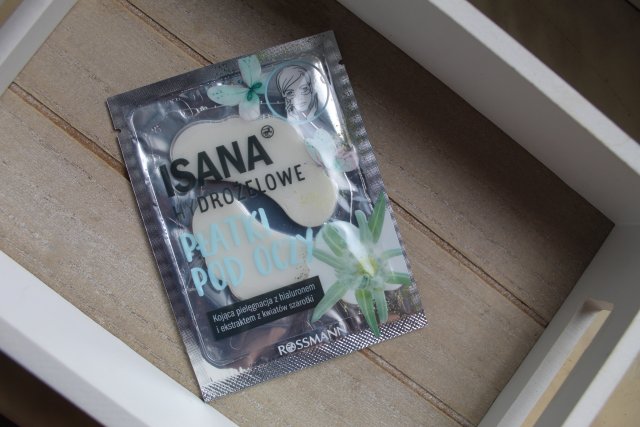 ISANA
HYDROŻELOWE
PŁATKI
POD OCZY
Kojąca pielęgnacja z hialuronem
i ekstraktem z kwiatów szarotki
ROSSMANN